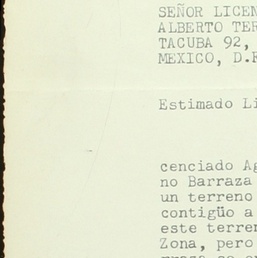 SEÑOR LICEN
ALBERTO TER
TACUBA 92,
MEXICO, D.F
Estimado Li
cenciado Ag
no Barraza
un terreno
contigüo a
este terren
Zona, pero